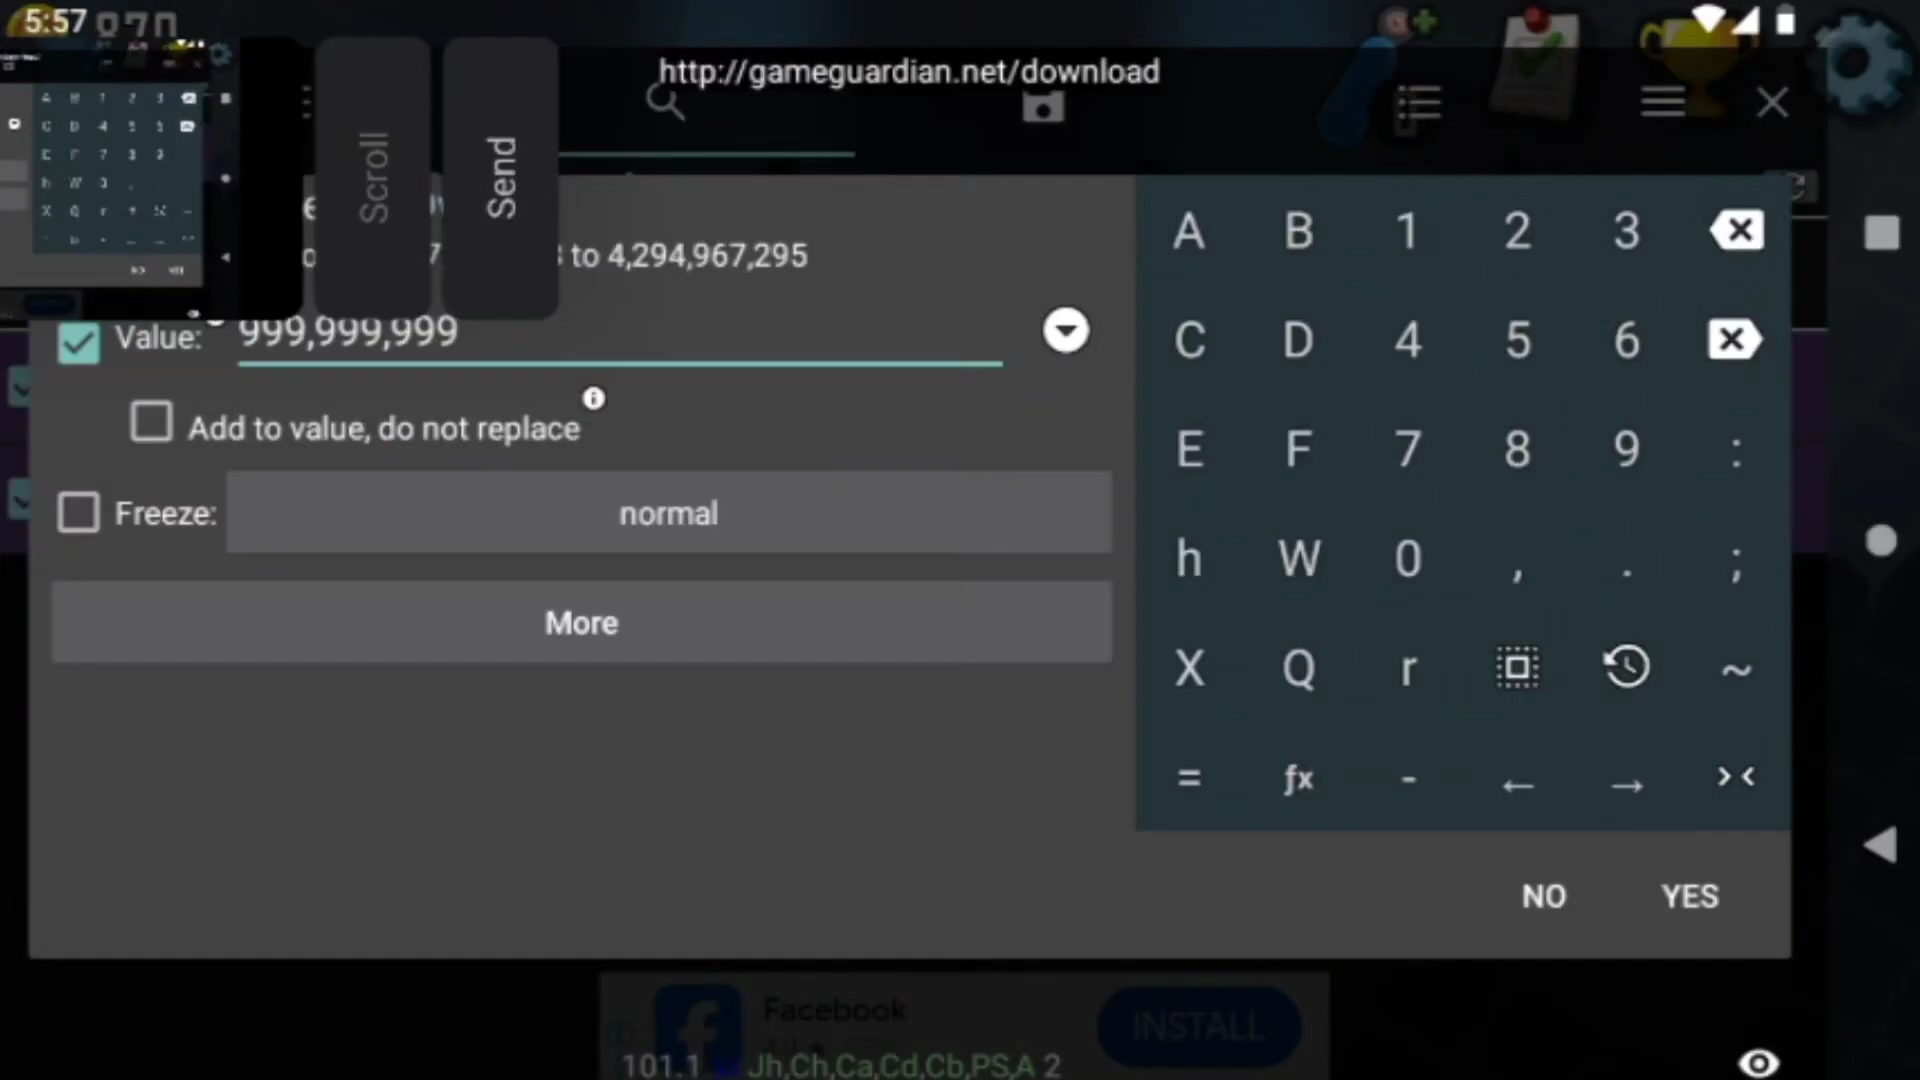 5:57 870
http://gameguardian.net/download
Scroll
Send
to 4,294,967,295
Value: 999,999,999
Add to value, do not replace
Freeze: normal
More
A B 1 2 3
C D 4 5 6
E F 7 8 9 :
h W 0 , . ;
X Q r ~
= ƒx - ← → ><
NO YES
Facebook
INSTALL
101.1 Jh,Ch,Ca,Cd,Cb,PS,A 2